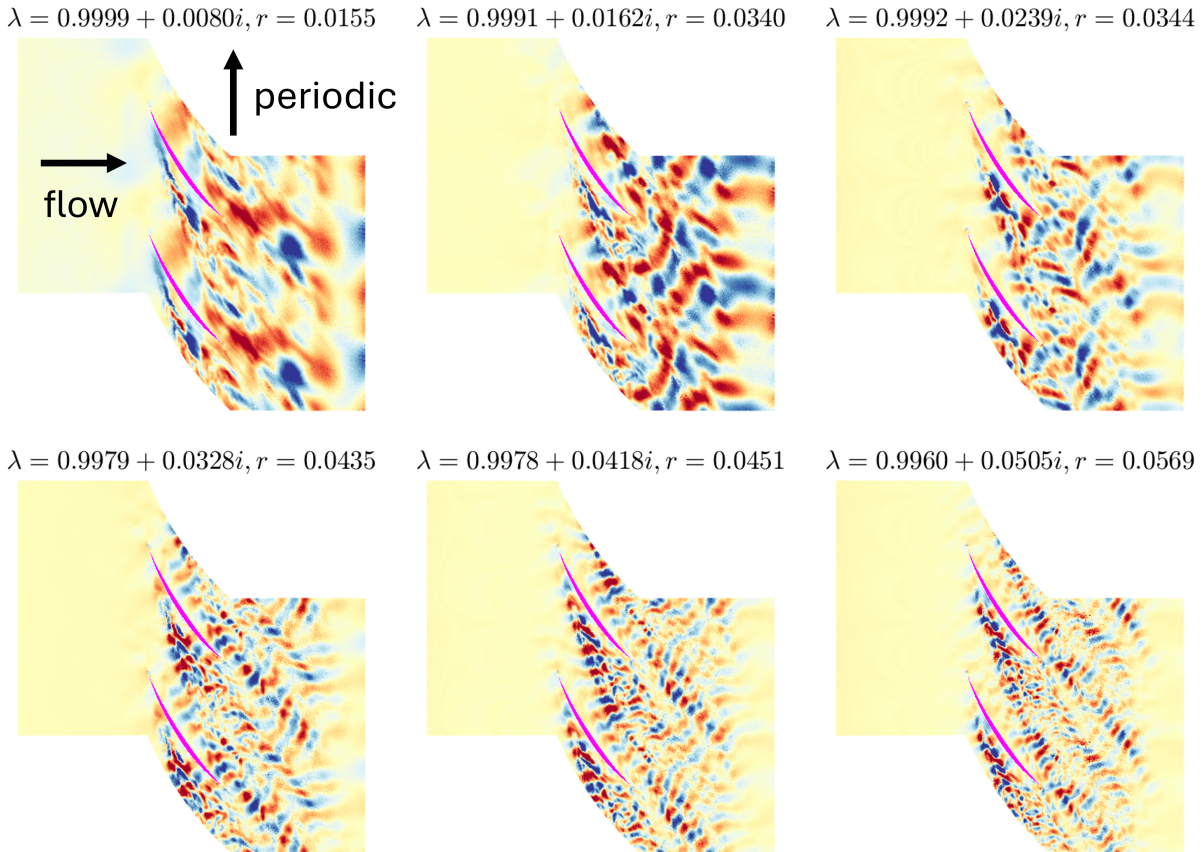 λ = 0.9999 + 0.0080i, r = 0.0155
λ = 0.9991 + 0.0162i, r = 0.0340
λ = 0.9992 + 0.0239i, r = 0.0344
periodic
flow
λ = 0.9979 + 0.0328i, r = 0.0435
λ = 0.9978 + 0.0418i, r = 0.0451
λ = 0.9960 + 0.0505i, r = 0.0569